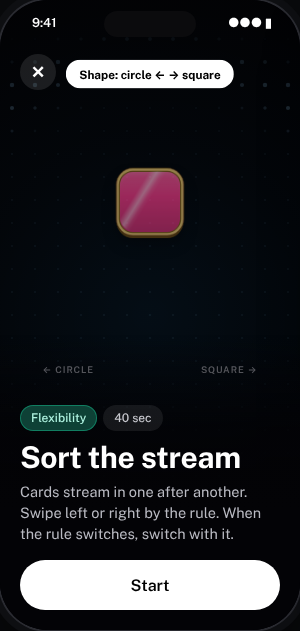 9:41
✕
Shape: circle ← → square
← CIRCLE
SQUARE →
Flexibility
40 sec
Sort the stream
Cards stream in one after another.
Swipe left or right by the rule. When
the rule switches, switch with it.
Start